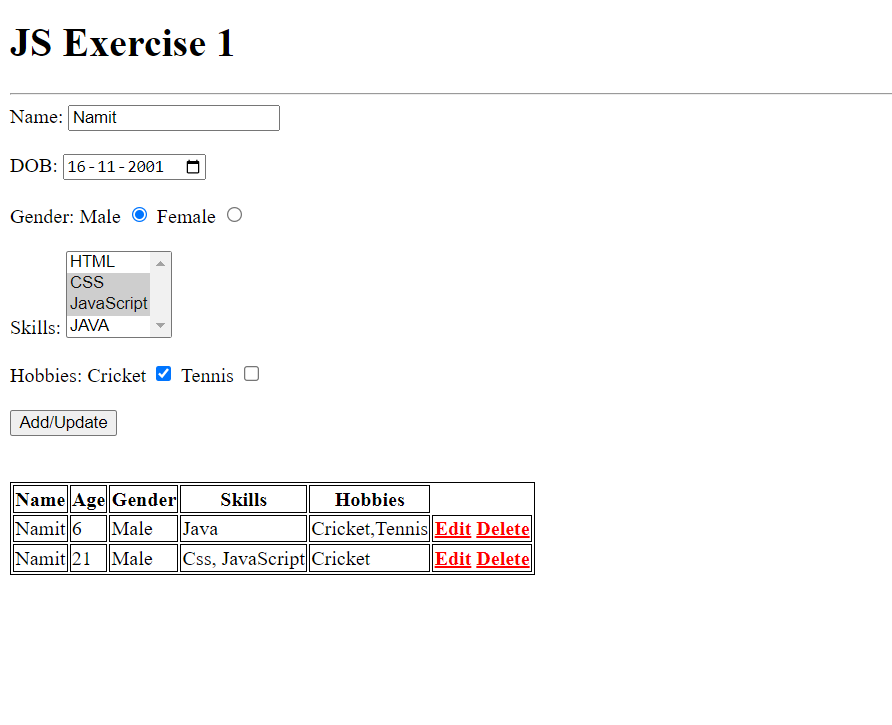 JS Exercise 1
Name: Namit
DOB: 16-11-2001
Gender: Male Female
HTML
CSS
JavaScript
Skills: JAVA
Hobbies: Cricket Tennis
Add/Update
Name Age Gender Skills Hobbies
Namit 6 Male Java Cricket,Tennis Edit Delete
Namit 21 Male Css, JavaScript Cricket Edit Delete